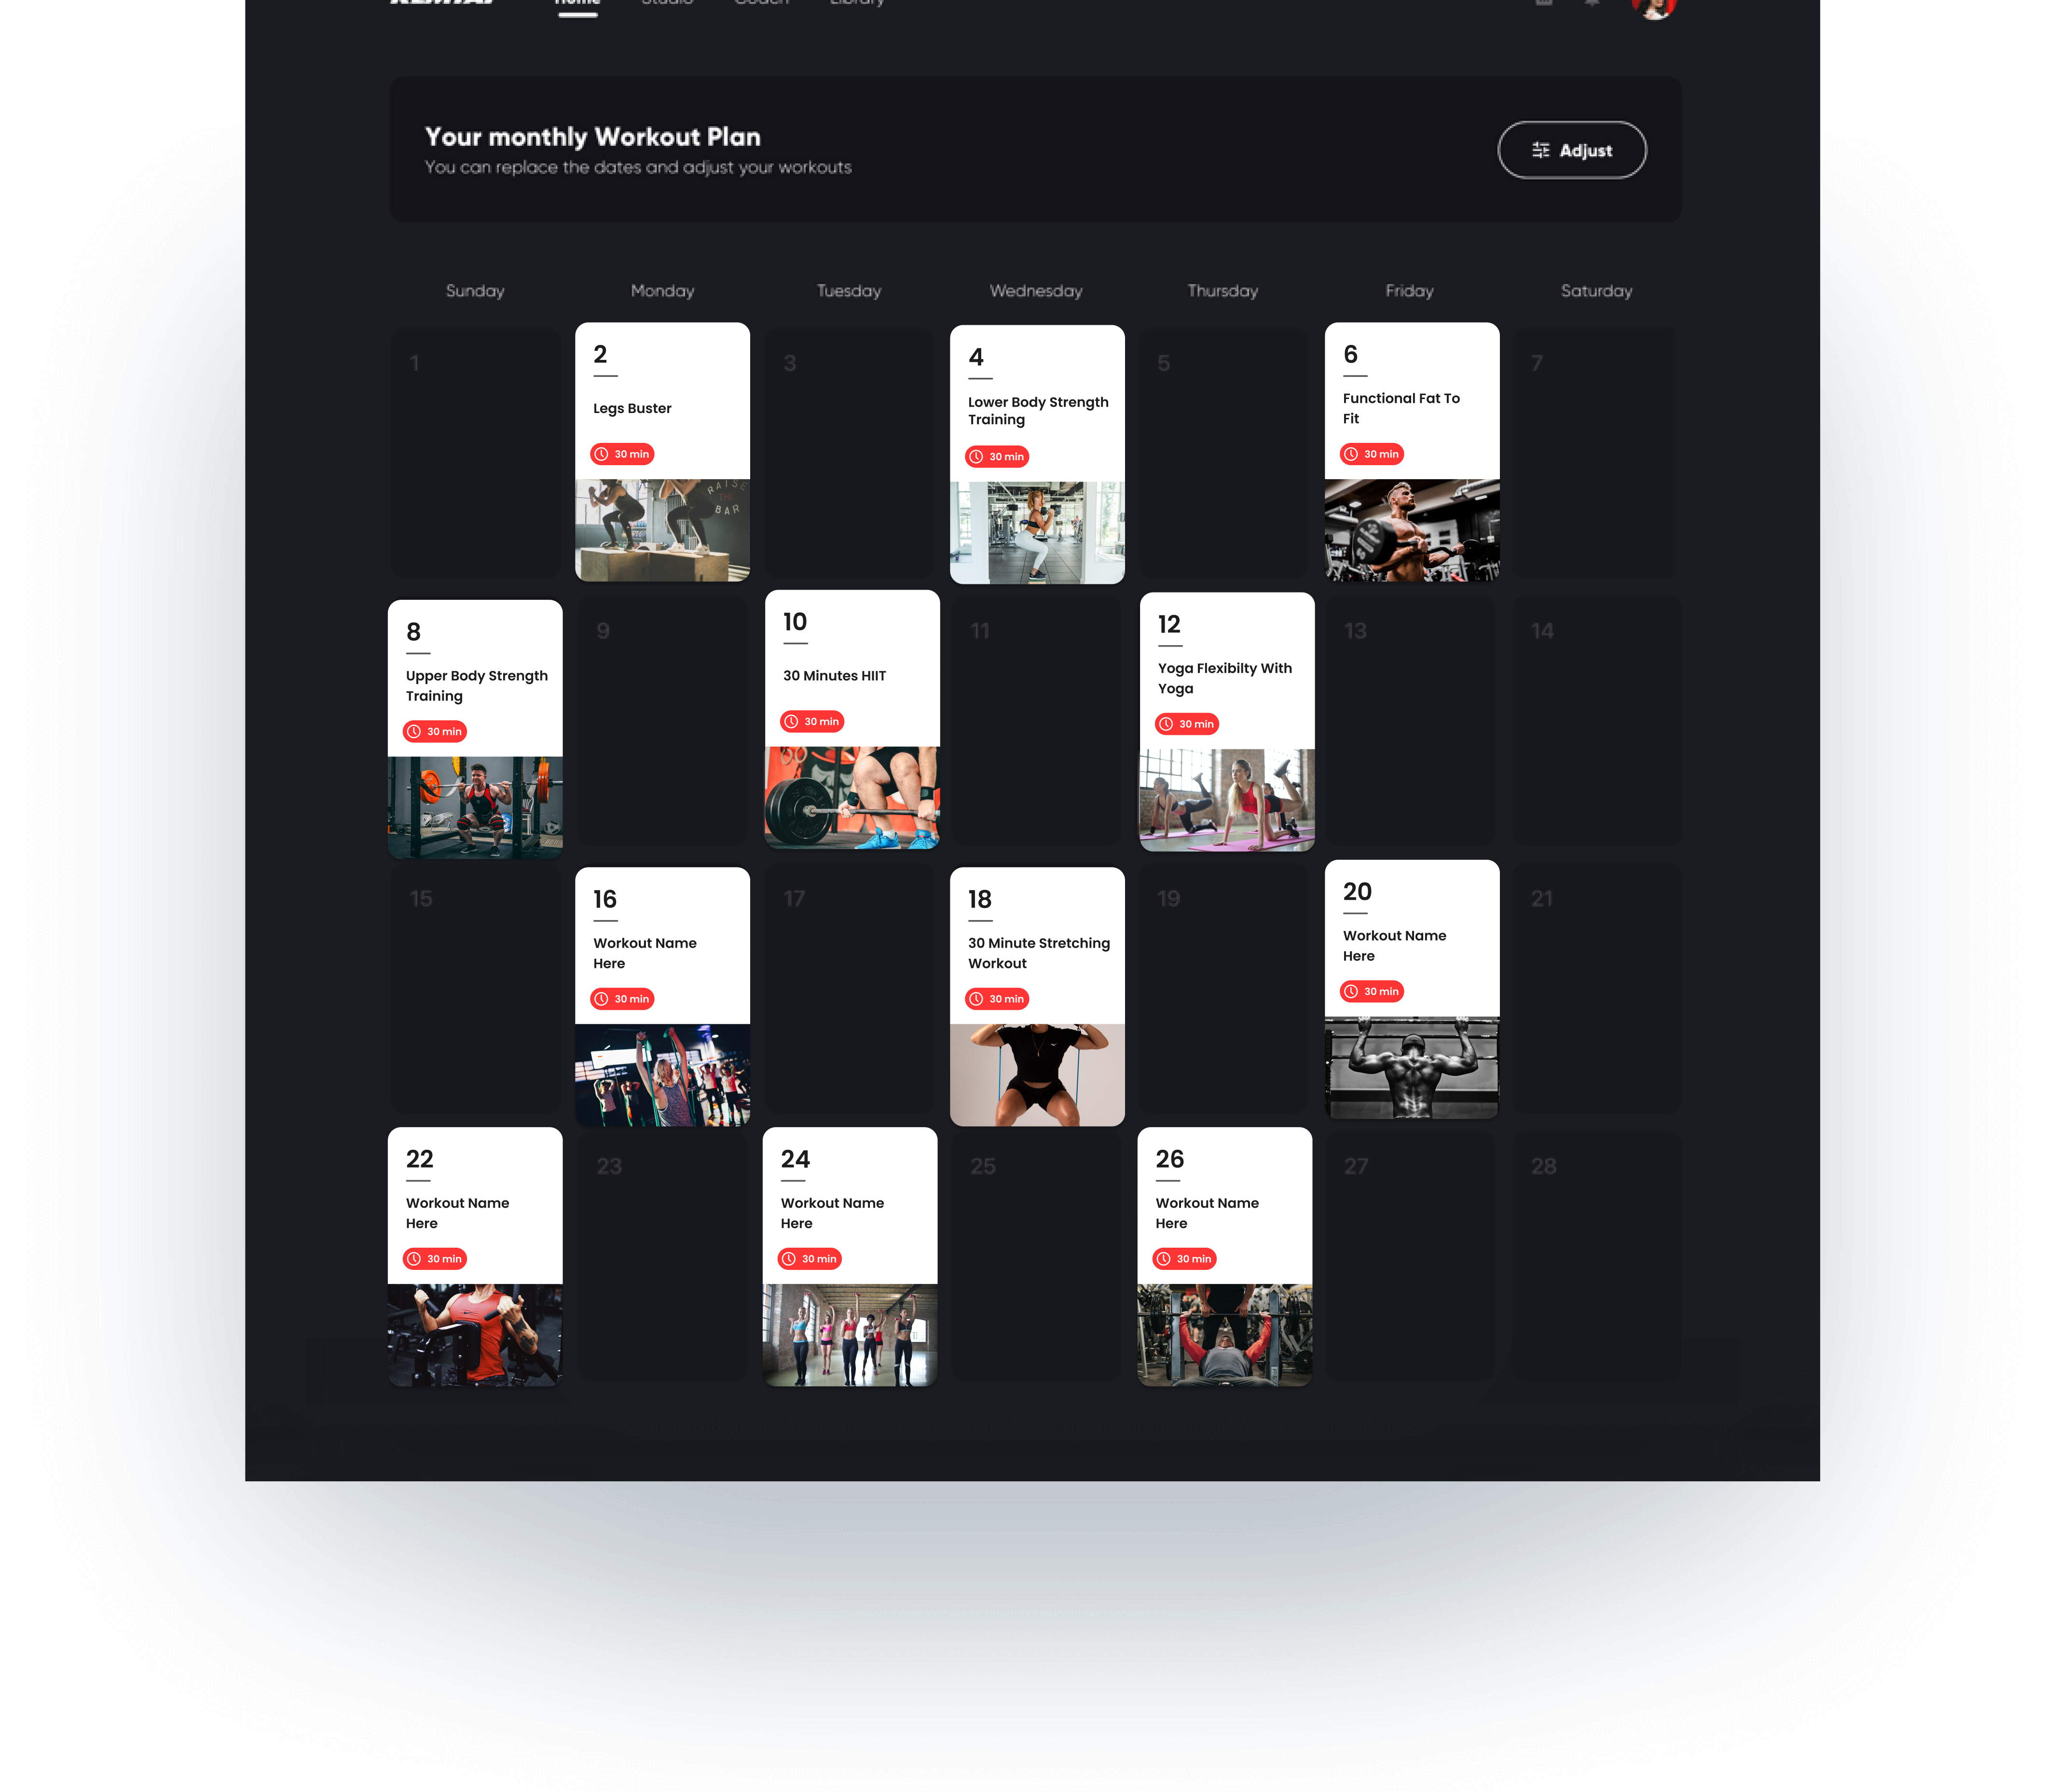 Home Studio Coach Library
Your monthly Workout Plan
You can replace the dates and adjust your workouts
Adjust
Sunday Monday Tuesday Wednesday Thursday Friday Saturday
1
2
Legs Buster
30 min
RAISE
THE
BAR
3
4
Lower Body Strength
Training
30 min
5
6
Functional Fat To
Fit
30 min
7
8
Upper Body Strength
Training
30 min
9
10
30 Minutes HIIT
30 min
11
12
Yoga Flexibilty With
Yoga
30 min
13
14
15
16
Workout Name
Here
30 min
17
18
30 Minute Stretching
Workout
30 min
19
20
Workout Name
Here
30 min
21
22
Workout Name
Here
30 min
23
24
Workout Name
Here
30 min
25
26
Workout Name
Here
30 min
27
28